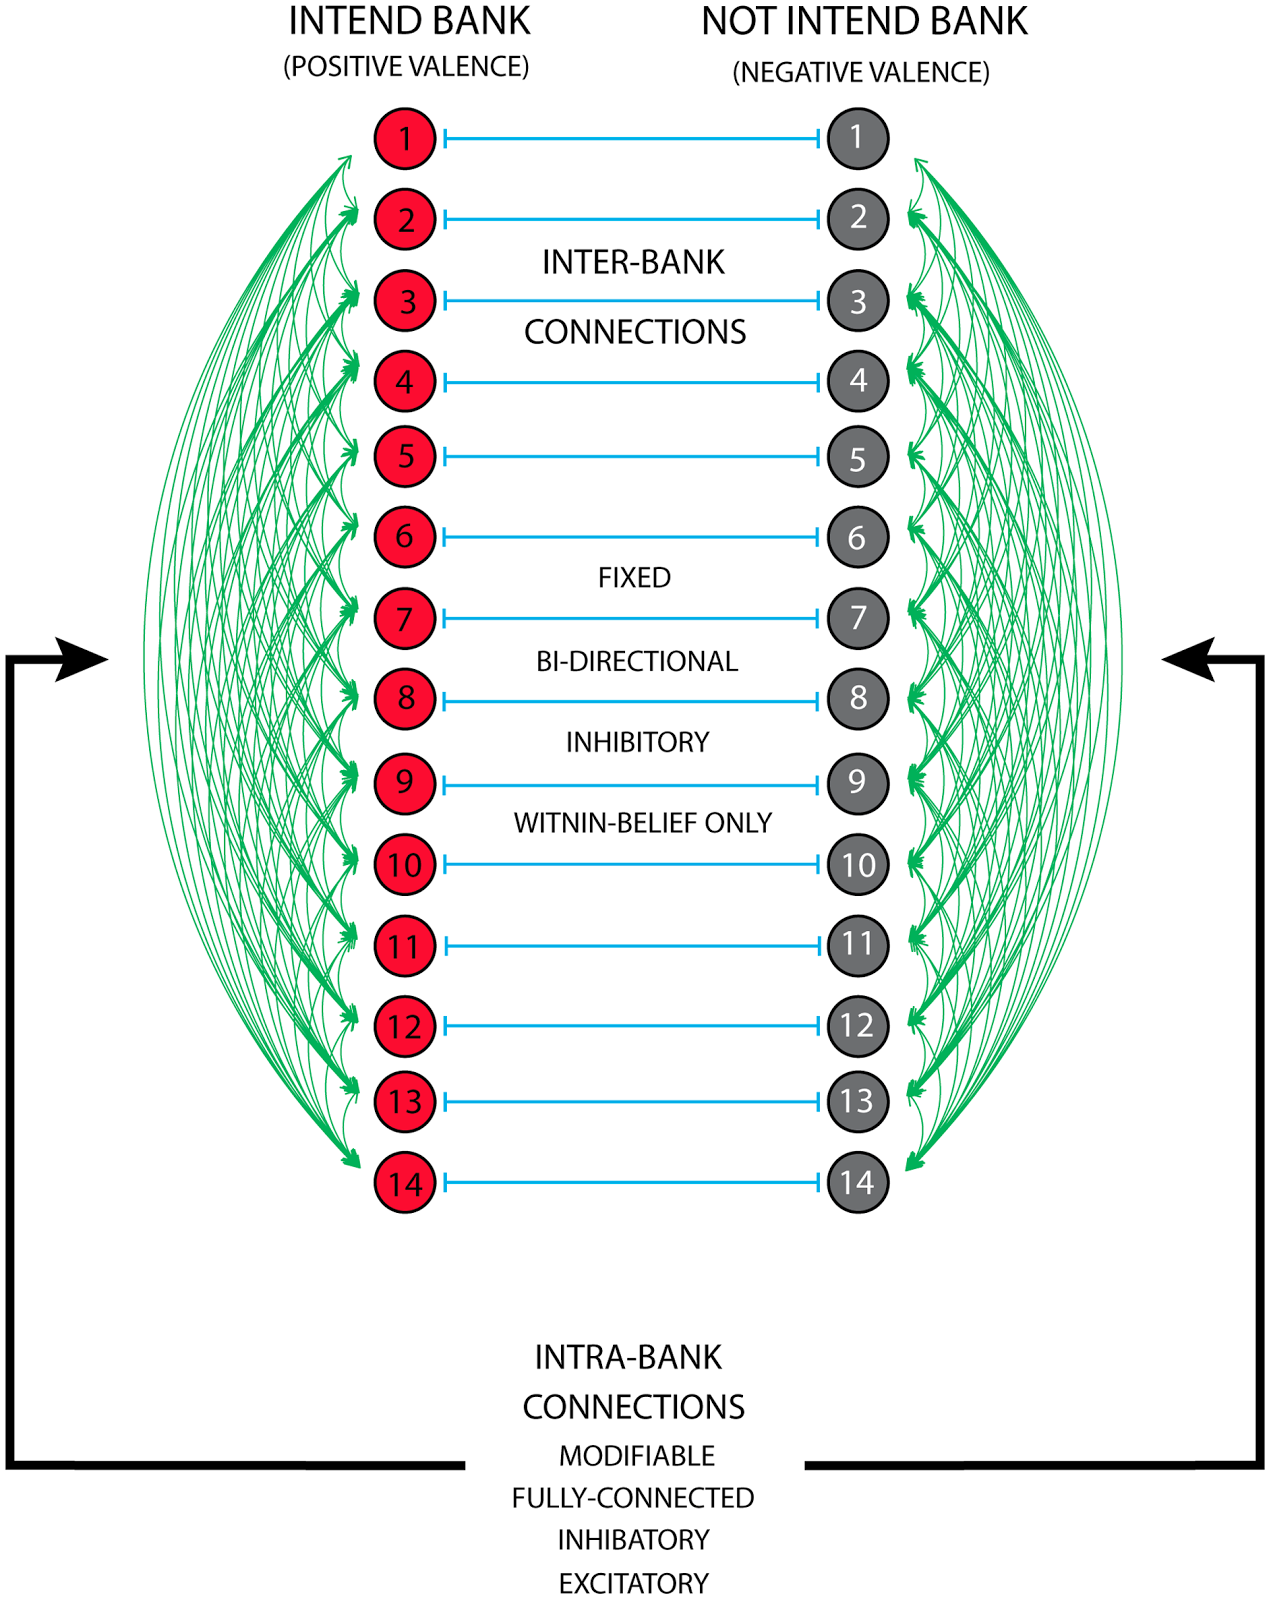 INTEND BANK
(POSITIVE VALENCE)
NOT INTEND BANK
(NEGATIVE VALENCE)
1
1
2
2
INTER-BANK
3
3
CONNECTIONS
4
4
5
5
6
6
FIXED
7
7
BI-DIRECTIONAL
8
8
INHIBITORY
9
9
WITNIN-BELIEF ONLY
10
10
11
11
12
12
13
13
14
14
INTRA-BANK
CONNECTIONS
MODIFIABLE
FULLY-CONNECTED
INHIBATORY
EXCITATORY